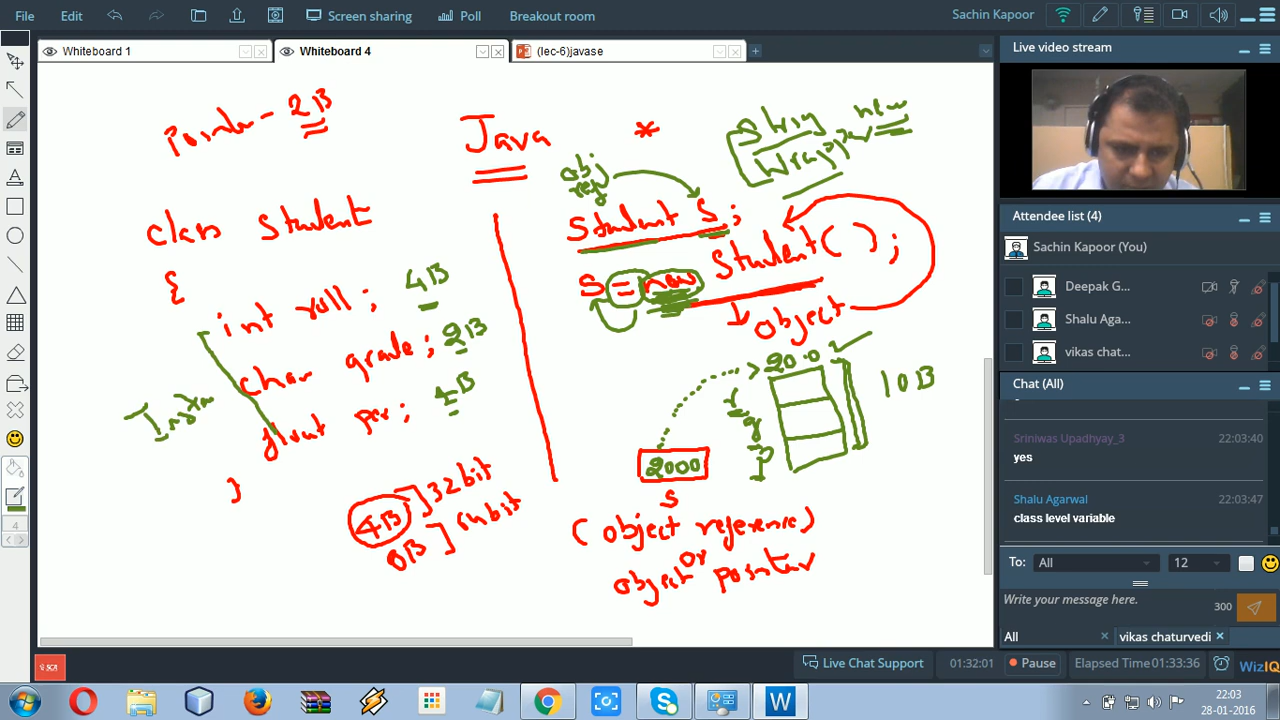 File
Edit
Screen sharing
Poll
Breakout room
Sachin Kapoor
Whiteboard 1
Whiteboard 4
(lec-6)javase
Live video stream
Pointer - 2B
Java
*
String
Wrapper
new
obj
ref
class Student
{
int roll ; 4B
char grade; 2B
float per ; 4B
}
4B ] 32bit
8B ] 64bit
Student s ;
s = new Student( );
object
2000
r
g
p
10B
2000
s
( object reference)
or
object pointer
Attendee list (4)
Sachin Kapoor (You)
Deepak G...
Shalu Aga...
vikas chat...
Chat (All)
Sriniwas Upadhyay_3 22:03:40
yes
Shalu Agarwal 22:03:47
class level variable
To: All 12
Write your message here... 300
All
vikas chaturvedi
4
Live Chat Support
01:32:01
Pause
Elapsed Time 01:33:36
WizIQ
22:03
28-01-2016